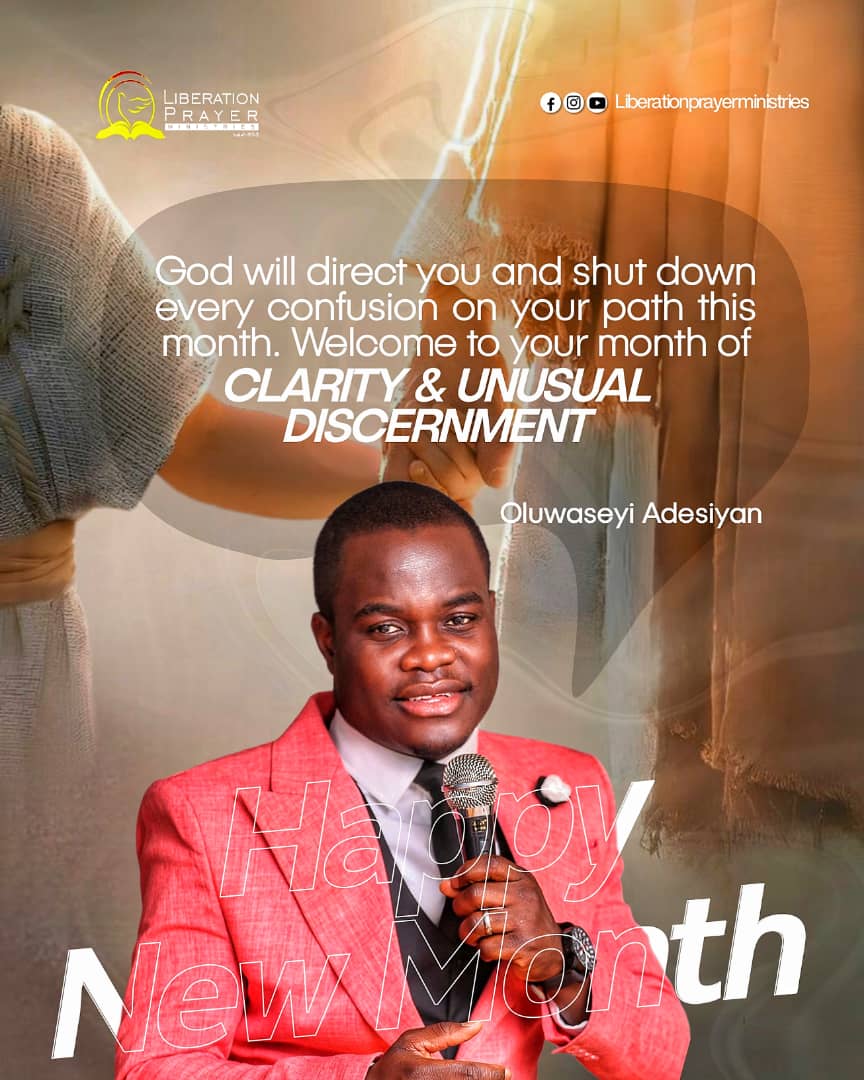 LIBERATION
PRAYER
MINISTRIES
Liberationprayerministries
God will direct you and shut down
every confusion on your path this
month. Welcome to your month of
CLARITY & UNUSUAL
DISCERNMENT
Oluwaseyi Adesiyan
Happy
New Month